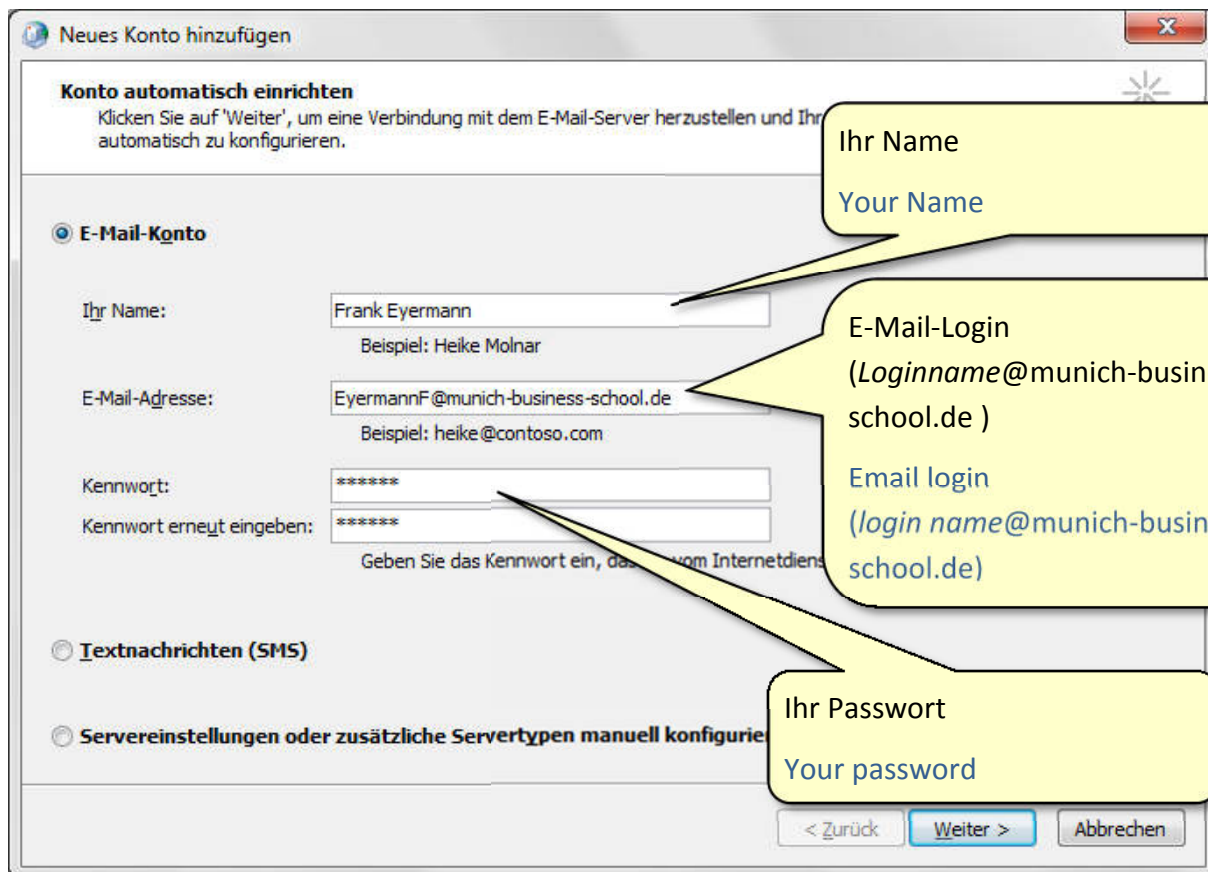 Neues Konto hinzufügen
Konto automatisch einrichten
Klicken Sie auf 'Weiter', um eine Verbindung mit dem E-Mail-Server herzustellen und Ihr
automatisch zu konfigurieren.
Ihr Name
Your Name
E-Mail-Konto
Ihr Name:
Frank Eyermann
Beispiel: Heike Molnar
E-Mail-Adresse:
EyermannF@munich-business-school.de
Beispiel: heike@contoso.com
E-Mail-Login
(Loginname@munich-busin
school.de )
Email login
(login name@munich-busin
school.de)
Kennwort:
******
Kennwort erneut eingeben:
******
Geben Sie das Kennwort ein, das vom Internetdiens
Textnachrichten (SMS)
Ihr Passwort
Your password
Servereinstellungen oder zusätzliche Servertypen manuell konfigurie
< Zurück
Weiter >
Abbrechen